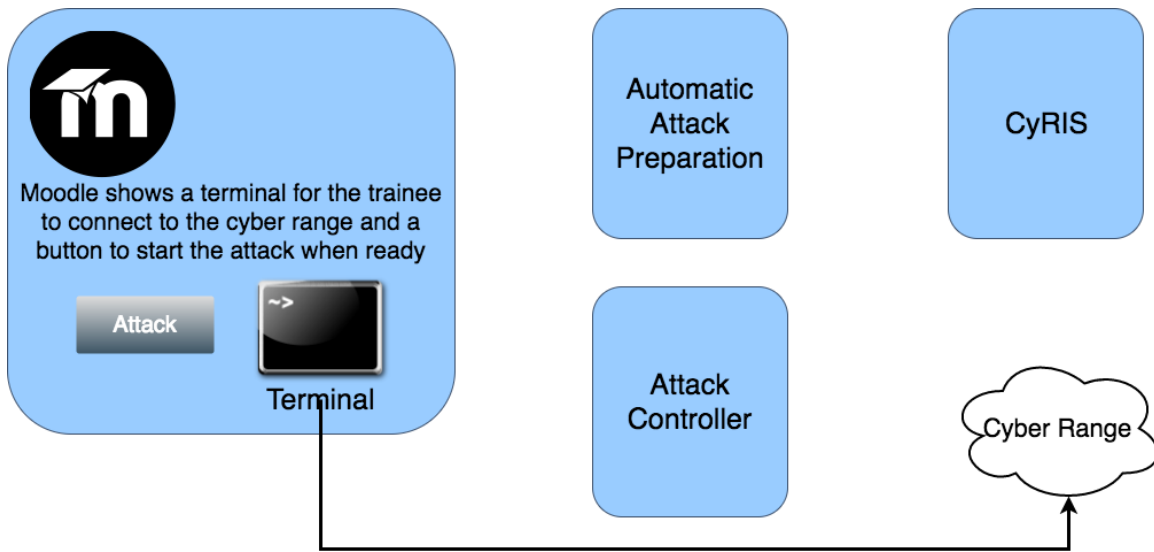 m
Moodle shows a terminal for the trainee
to connect to the cyber range and a
button to start the attack when ready
Attack
~>
Terminal
Automatic
Attack
Preparation
CyRIS
Attack
Controller
Cyber Range